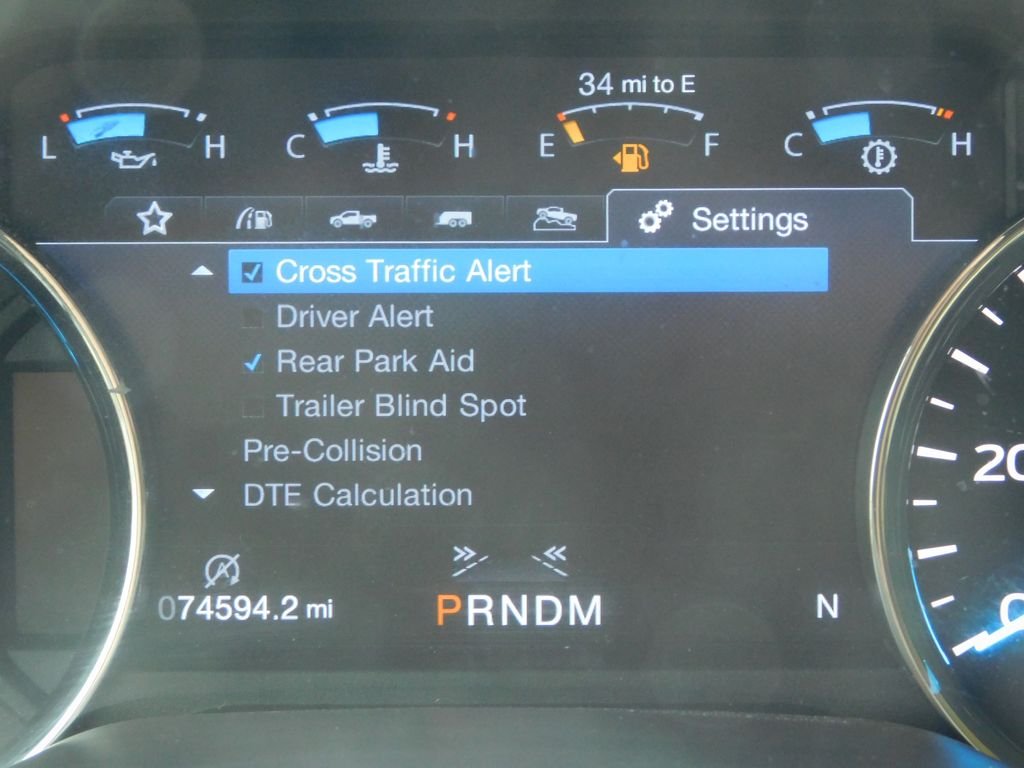 34 mi to E
L H C H E F C H
Settings
Cross Traffic Alert
Driver Alert
Rear Park Aid
Trailer Blind Spot
Pre-Collision
DTE Calculation
20
A
074594.2 mi PRNDM N
0